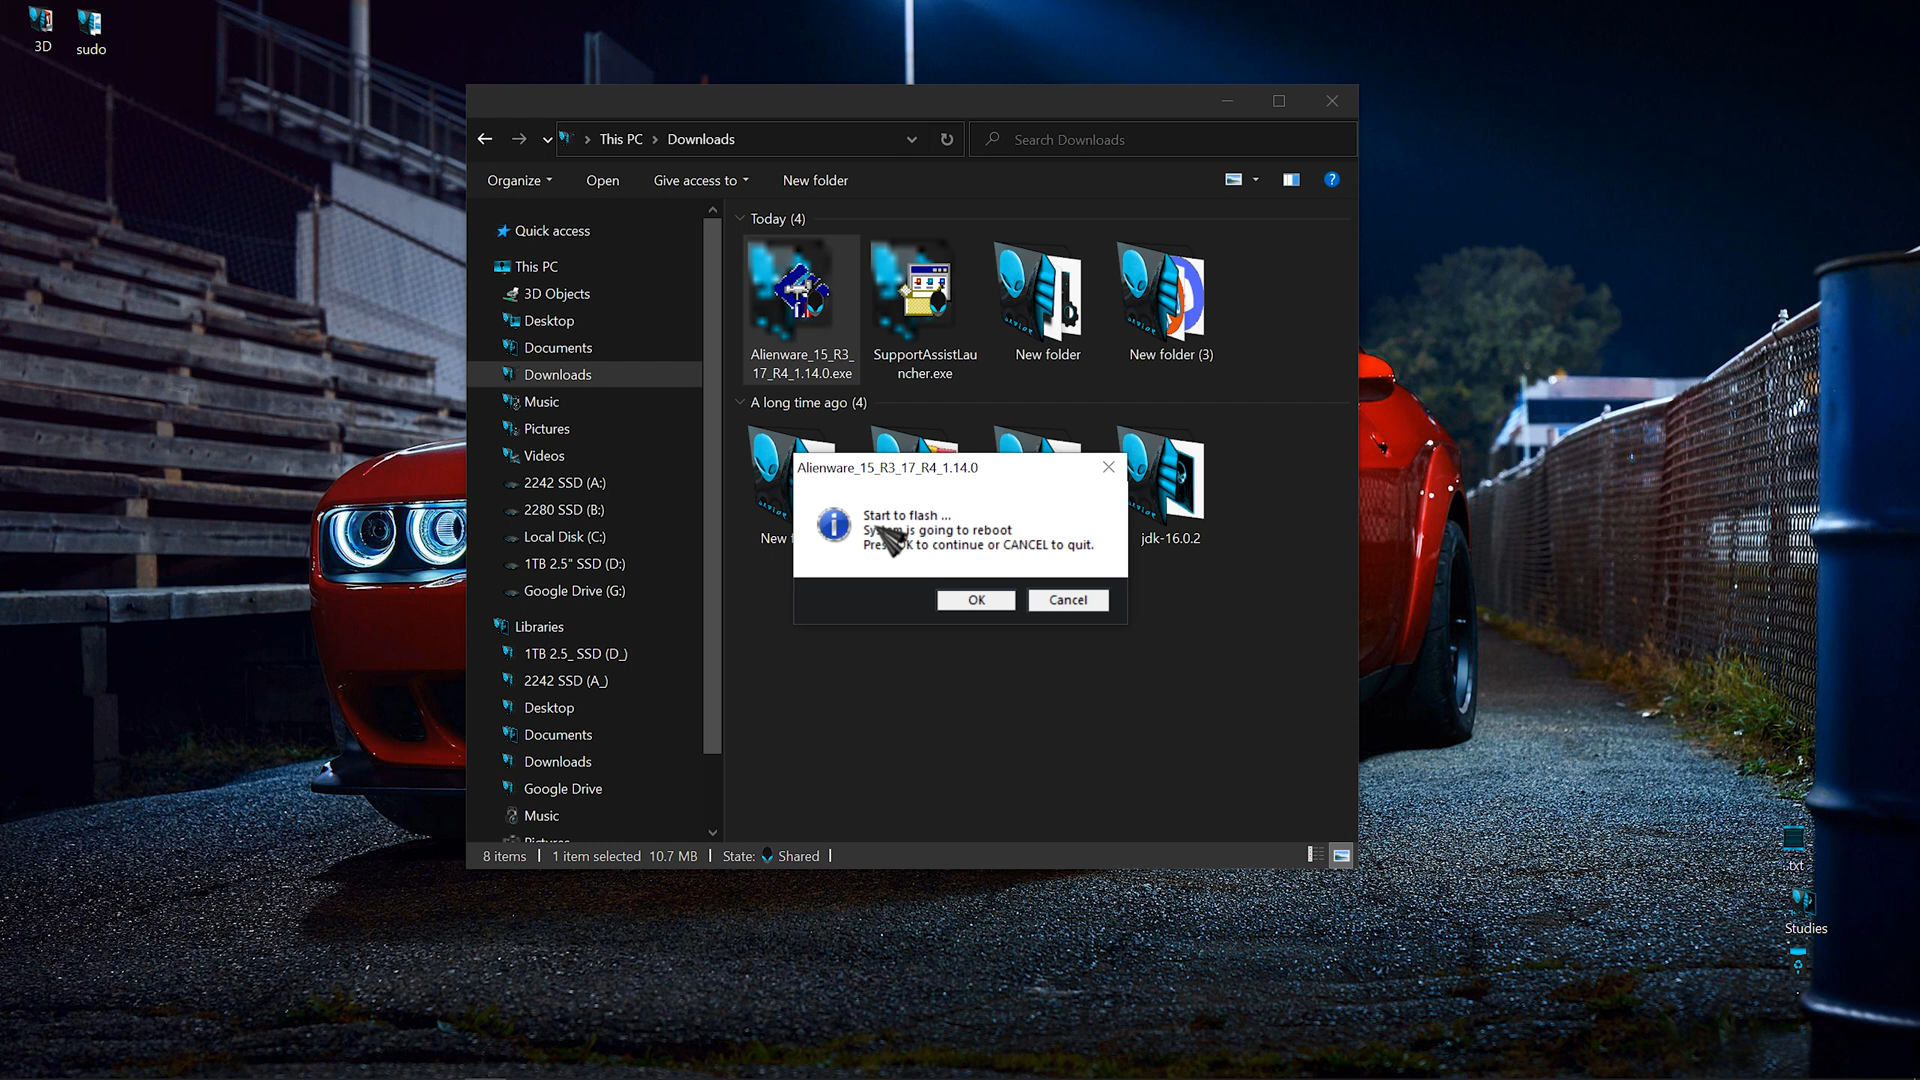 3D
sudo
This PC
Downloads
Search Downloads
Organize
Open
Give access to
New folder
?
Quick access
This PC
3D Objects
Desktop
Documents
Downloads
Music
Pictures
Videos
2242 SSD (A:)
2280 SSD (B:)
Local Disk (C:)
1TB 2.5" SSD (D:)
Google Drive (G:)
Libraries
1TB 2.5_ SSD (D_)
2242 SSD (A_)
Desktop
Documents
Downloads
Google Drive
Music
Pictures
Today (4)
Alienware_15_R3_
17_R4_1.14.0.exe
SupportAssistLau
ncher.exe
New folder
New folder (3)
A long time ago (4)
New
jdk-16.0.2
Alienware_15_R3_17_R4_1.14.0
Start to flash ...
System is going to reboot
Press OK to continue or CANCEL to quit.
OK
Cancel
8 items
1 item selected 10.7 MB
State:
Shared
txt
Studies